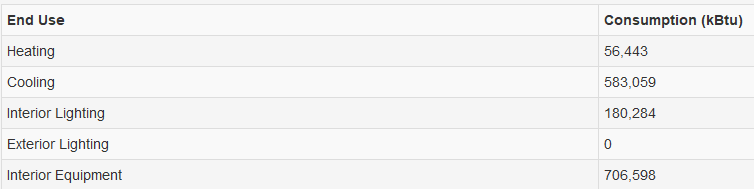 End Use Consumption (kBtu)
Heating 56,443
Cooling 583,059
Interior Lighting 180,284
Exterior Lighting 0
Interior Equipment 706,598